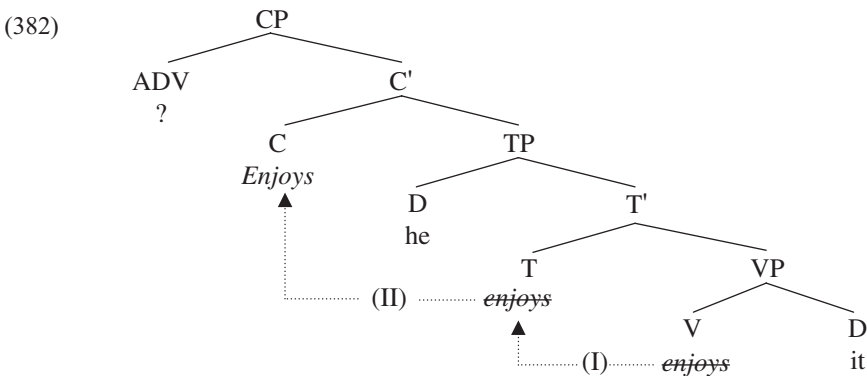 (382) CP
ADV C'
?
C TP
Enjoys
D T'
he
T VP
(II) enjoys
V D
(I) enjoys it